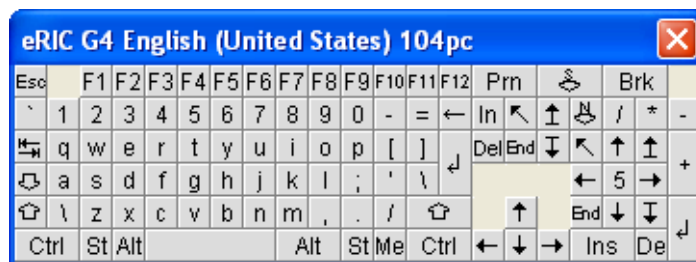 eRIC G4 English (United States) 104pc
Esc F1 F2 F3 F4 F5 F6 F7 F8 F9 F10 F11 F12 Prn Brk
` 1 2 3 4 5 6 7 8 9 0 - = ← In ↖ ↥ N / * -
↹ q w e r t y u i o p [ ] ↲ Del End ↧ ↖ ↑ ↥ +
a s d f g h j k l ; ' \ ← 5 →
⇧ \ z x c v b n m , . / ⇧ ↑ End ↓ ↧ ↲
Ctrl St Alt Alt St Me Ctrl ← ↓ → Ins De